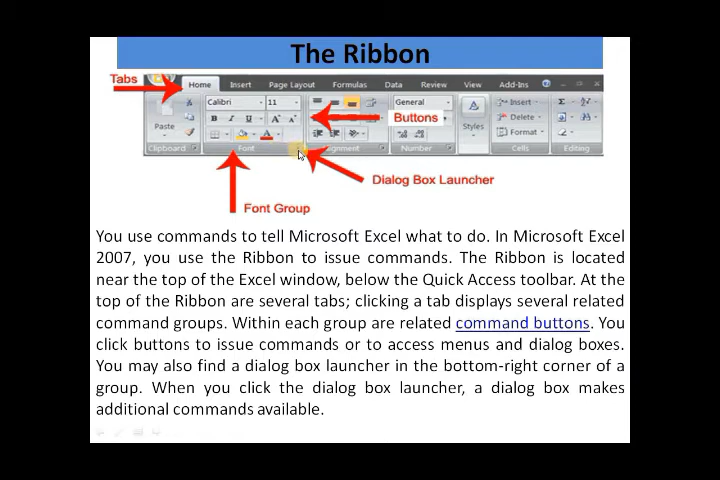 The Ribbon
Tabs
Home Insert Page Layout Formulas Data Review View Add-Ins
Calibri 11 General Insert Σ
B I U A A Buttons Delete
Paste Styles Format
Clipboard Font Alignment Number Cells Editing
Dialog Box Launcher
Font Group
You use commands to tell Microsoft Excel what to do. In Microsoft Excel
2007, you use the Ribbon to issue commands. The Ribbon is located
near the top of the Excel window, below the Quick Access toolbar. At the
top of the Ribbon are several tabs; clicking a tab displays several related
command groups. Within each group are related command buttons. You
click buttons to issue commands or to access menus and dialog boxes.
You may also find a dialog box launcher in the bottom-right corner of a
group. When you click the dialog box launcher, a dialog box makes
additional commands available.